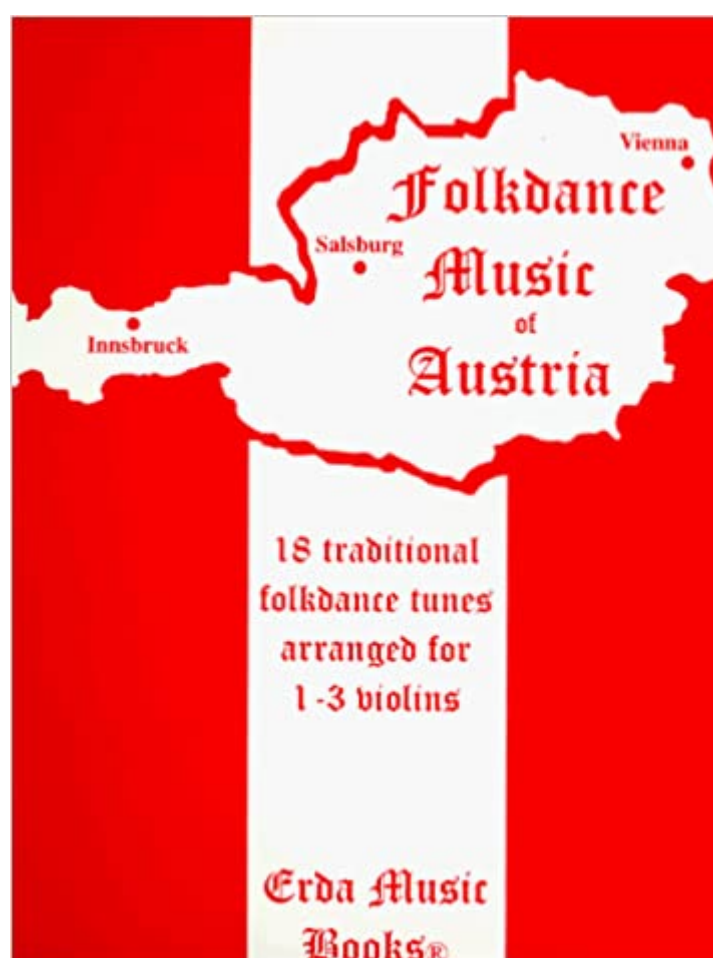 Vienna
Folkdance
Salsburg
Music
of
Innsbruck
Austria
18 traditional
folkdance tunes
arranged for
1-3 violins
Erda Music
Books®